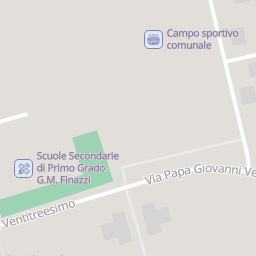 Campo sportivo
comunale
Scuole Secondarie
di Primo Grado
G.M. Finazzi
Via Papa Giovanni Ve
Ventitreesimo